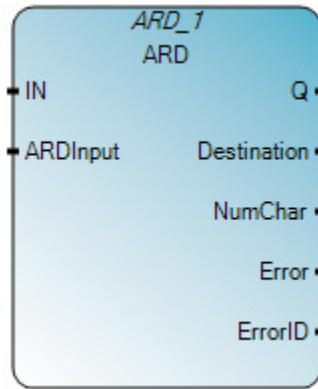 ARD_1
ARD
IN Q
ARDInput Destination
NumChar
Error
ErrorID